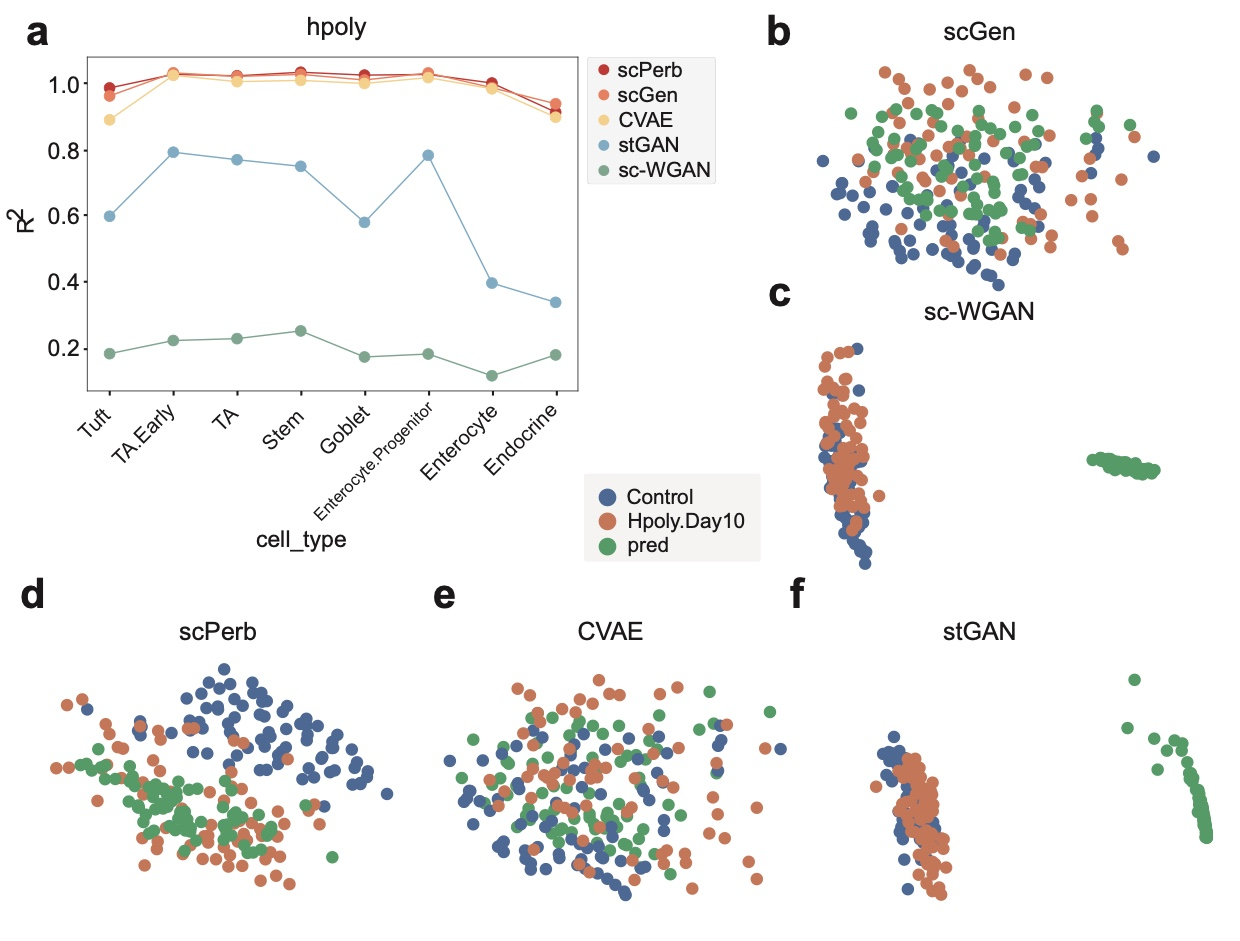 a
hpoly
R2
1.0
0.8
0.6
0.4
0.2
Tuft
TA.Early
TA
Stem
Goblet
Enterocyte.Progenitor
Enterocyte
Endocrine
cell_type
scPerb
scGen
CVAE
stGAN
sc-WGAN
b
scGen
c
sc-WGAN
Control
Hpoly.Day10
pred
d
scPerb
e
CVAE
f
stGAN